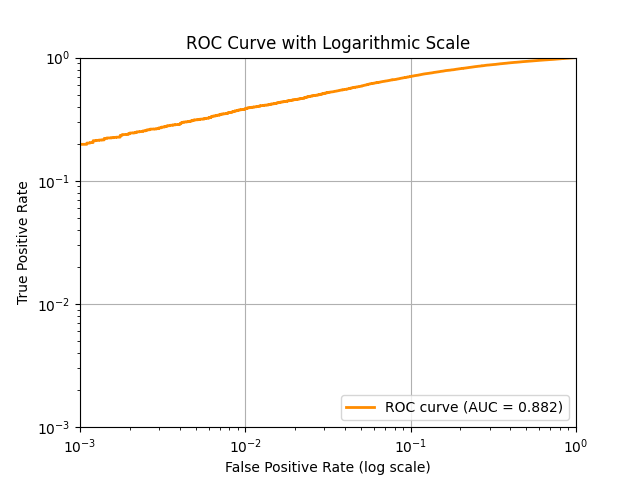 ROC Curve with Logarithmic Scale
True Positive Rate
10⁰
10⁻¹
10⁻²
10⁻³
ROC curve (AUC = 0.882)
10⁻³ 10⁻² 10⁻¹ 10⁰
False Positive Rate (log scale)